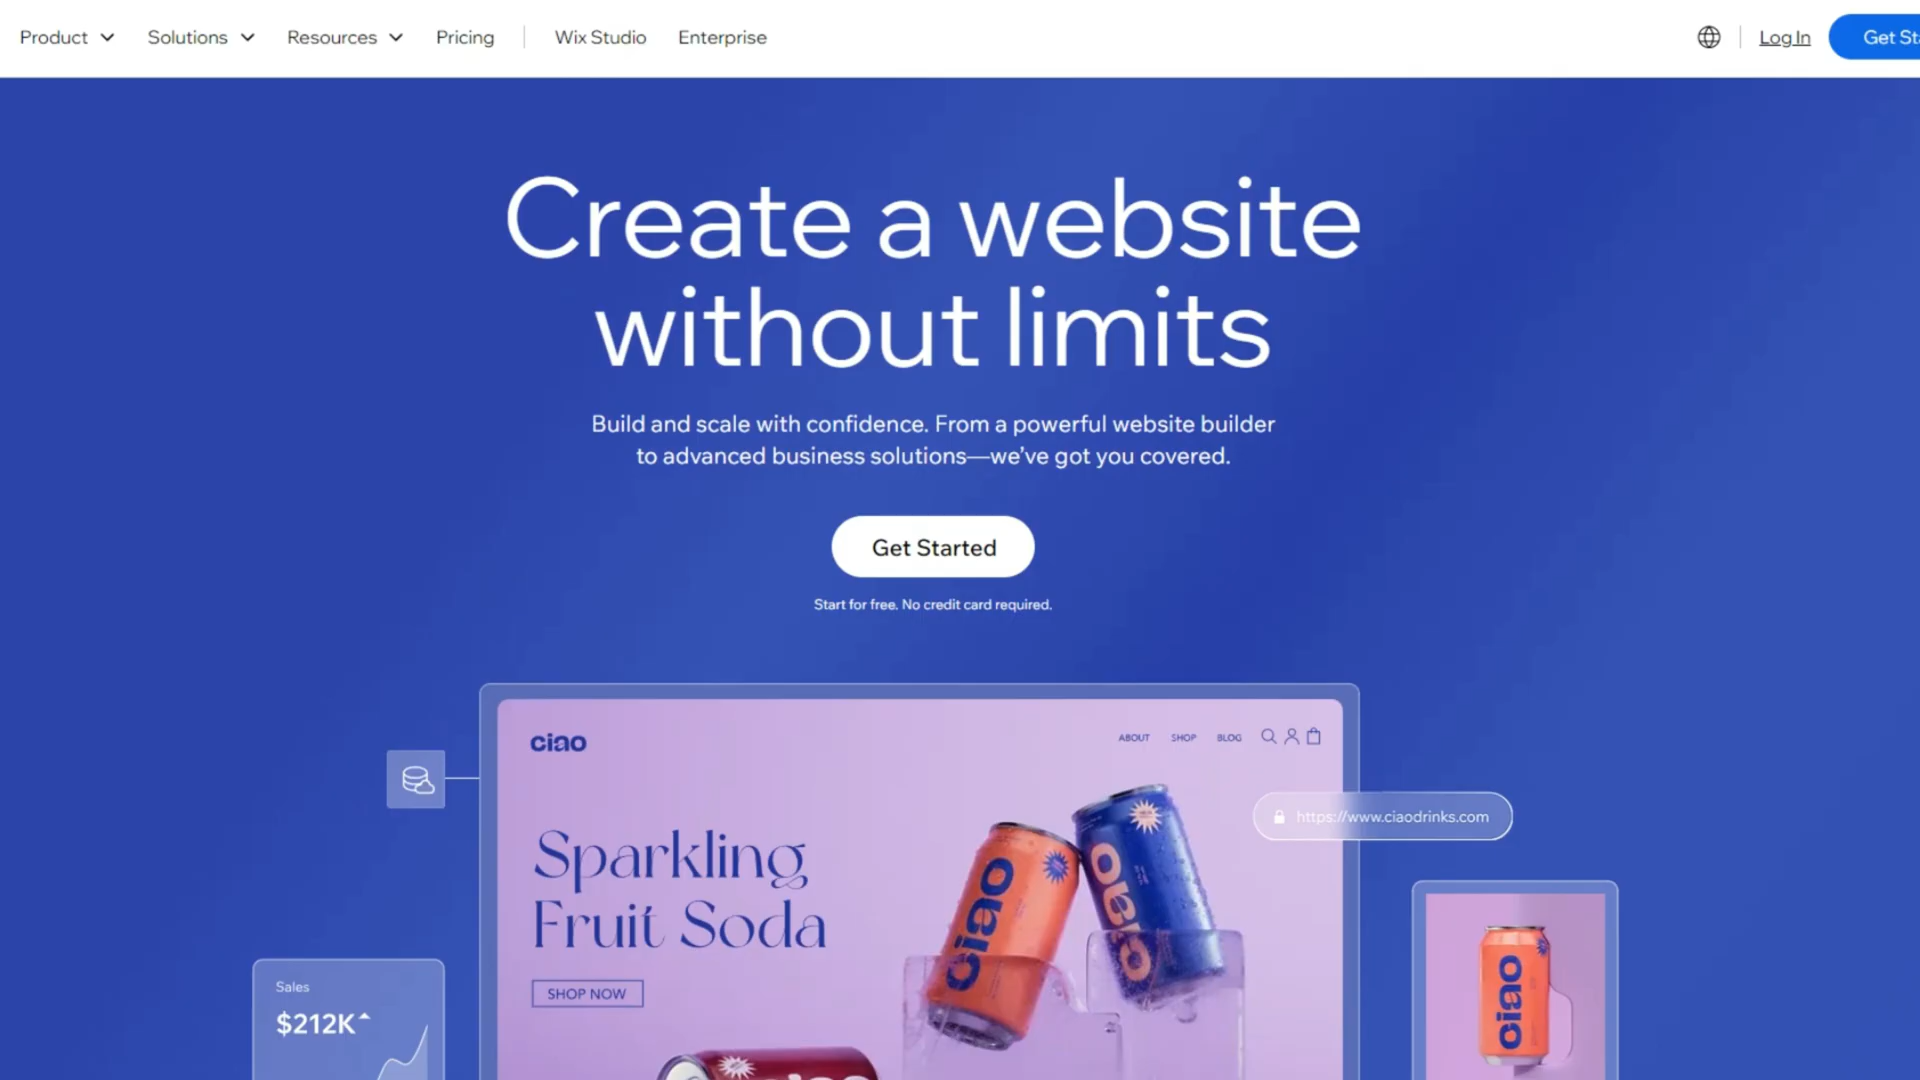 Product
Solutions
Resources
Pricing
Wix Studio
Enterprise
Log In
Create a website
without limits
Build and scale with confidence. From a powerful website builder
to advanced business solutions—we've got you covered.
Get Started
Start for free. No credit card required.
ciao
ABOUT
SHOP
BLOG
https://www.ciaodrinks.com
Sparkling
Fruit Soda
SHOP NOW
ciao
ciao
ciao
Sales
$212K